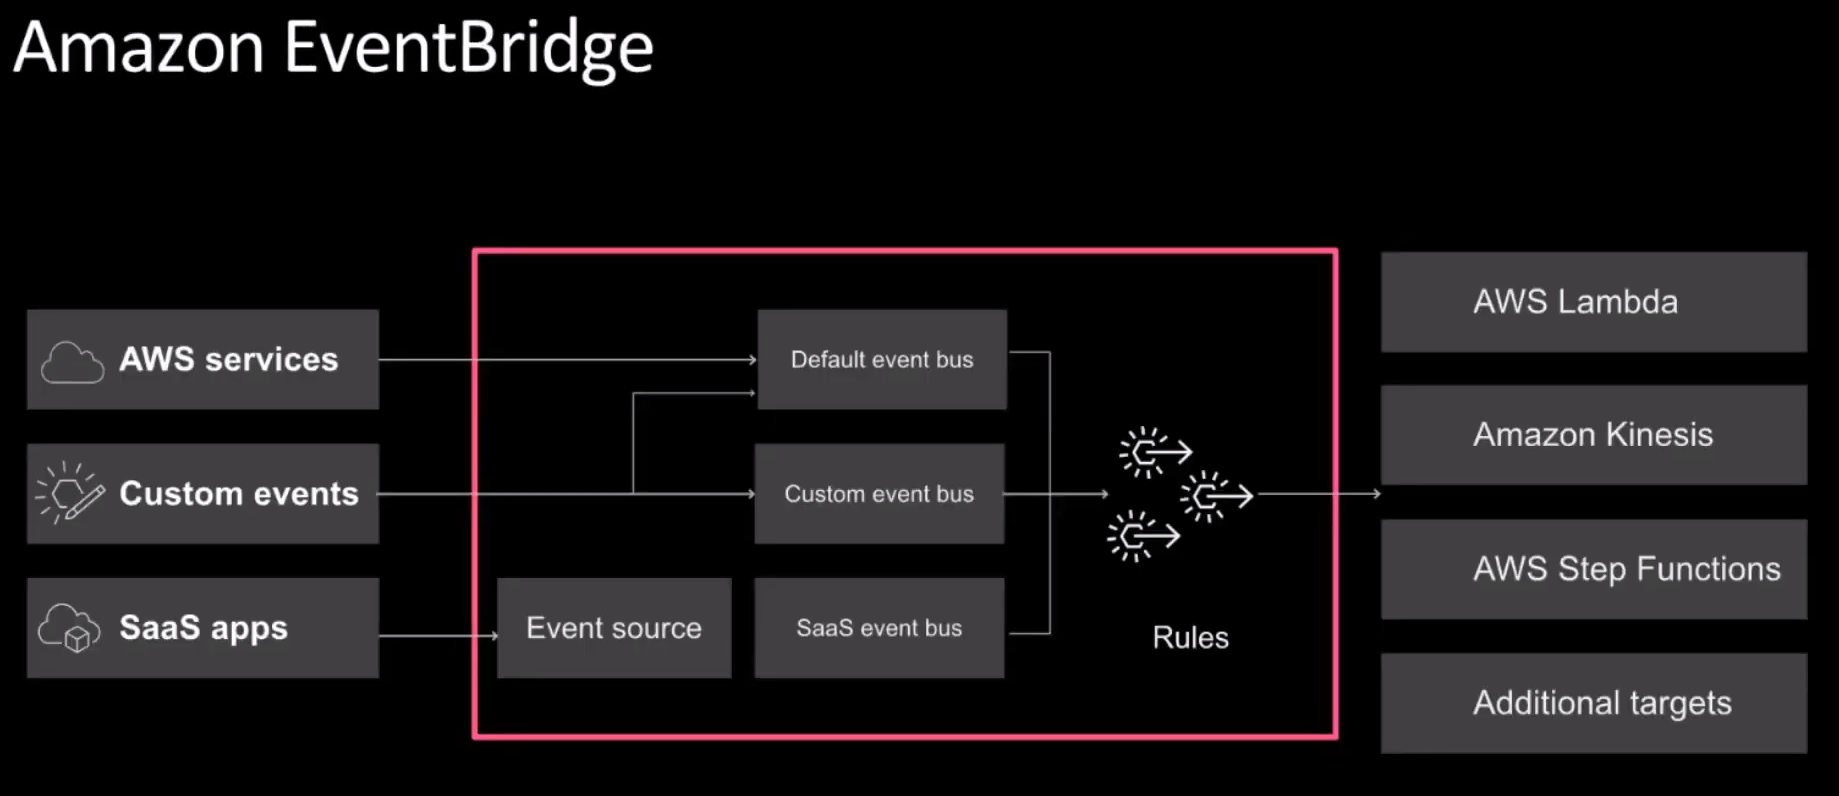 Amazon EventBridge
AWS services
Custom events
SaaS apps
Event source
Default event bus
Custom event bus
SaaS event bus
Rules
AWS Lambda
Amazon Kinesis
AWS Step Functions
Additional targets